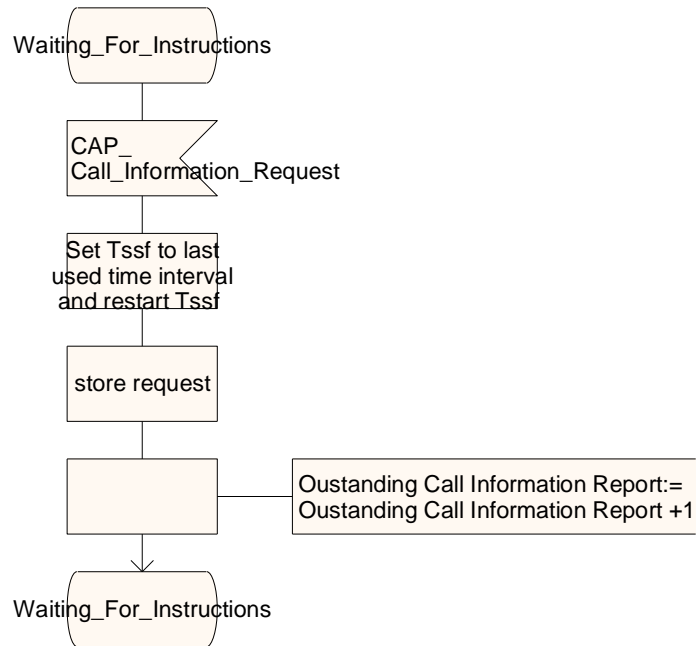 Waiting_For_Instructions
CAP_
Call_Information_Request
Set Tssf to last
used time interval
and restart Tssf
store request
Oustanding Call Information Report:=
Oustanding Call Information Report +1
Waiting_For_Instructions